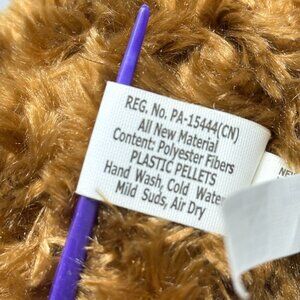 REG. No. PA-15444(CN)
All New Material
Content: Polyester Fibers
PLASTIC PELLETS
Hand Wash, Cold Water
Mild Suds, Air Dry